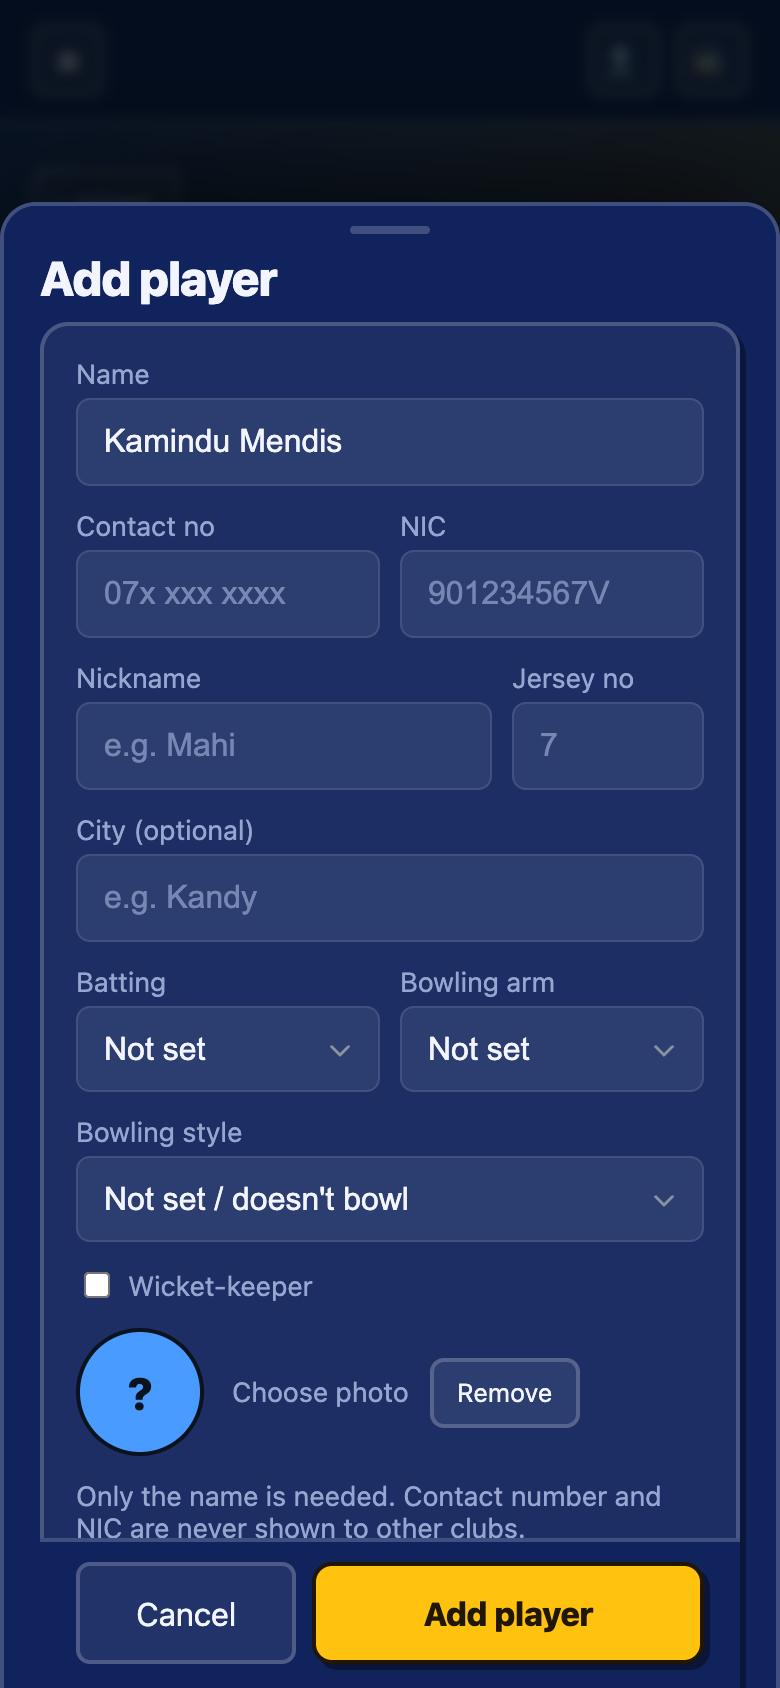 Add player
Name
Kamindu Mendis
Contact no
NIC
07x xxx xxxx
901234567V
Nickname
Jersey no
e.g. Mahi
7
City (optional)
e.g. Kandy
Batting
Bowling arm
Not set
Not set
Bowling style
Not set / doesn't bowl
Wicket-keeper
?
Choose photo
Remove
Only the name is needed. Contact number and
NIC are never shown to other clubs.
Cancel
Add player